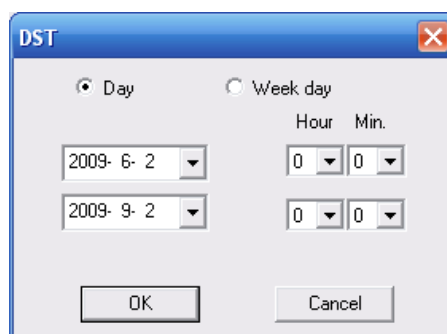 DST
Day Week day
Hour Min.
2009- 6- 2 0 0
2009- 9- 2 0 0
OK Cancel